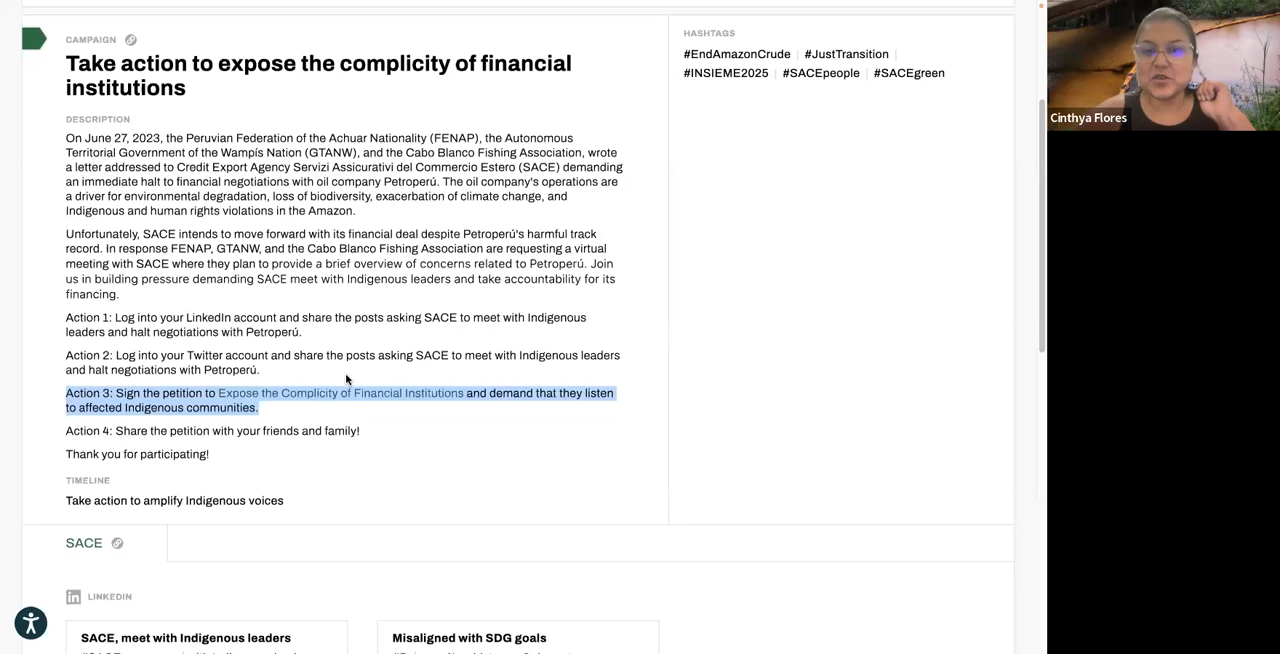 CAMPAIGN
Take action to expose the complicity of financial
institutions
DESCRIPTION
On June 27, 2023, the Peruvian Federation of the Achuar Nationality (FENAP), the Autonomous
Territorial Government of the Wampís Nation (GTANW), and the Cabo Blanco Fishing Association, wrote
a letter addressed to Credit Export Agency Servizi Assicurativi del Commercio Estero (SACE) demanding
an immediate halt to financial negotiations with oil company Petroperú. The oil company's operations are
a driver for environmental degradation, loss of biodiversity, exacerbation of climate change, and
Indigenous and human rights violations in the Amazon.
Unfortunately, SACE intends to move forward with its financial deal despite Petroperú's harmful track
record. In response FENAP, GTANW, and the Cabo Blanco Fishing Association are requesting a virtual
meeting with SACE where they plan to provide a brief overview of concerns related to Petroperú. Join
us in building pressure demanding SACE meet with Indigenous leaders and take accountability for its
financing.
Action 1: Log into your LinkedIn account and share the posts asking SACE to meet with Indigenous
leaders and halt negotiations with Petroperú.
Action 2: Log into your Twitter account and share the posts asking SACE to meet with Indigenous leaders
and halt negotiations with Petroperú.
Action 3: Sign the petition to Expose the Complicity of Financial Institutions and demand that they listen
to affected Indigenous communities.
Action 4: Share the petition with your friends and family!
Thank you for participating!
TIMELINE
Take action to amplify Indigenous voices
HASHTAGS
#EndAmazonCrude | #JustTransition |
#INSIEME2025 | #SACEpeople | #SACEgreen
SACE
LINKEDIN
SACE, meet with Indigenous leaders
Misaligned with SDG goals
Cinthya Flores